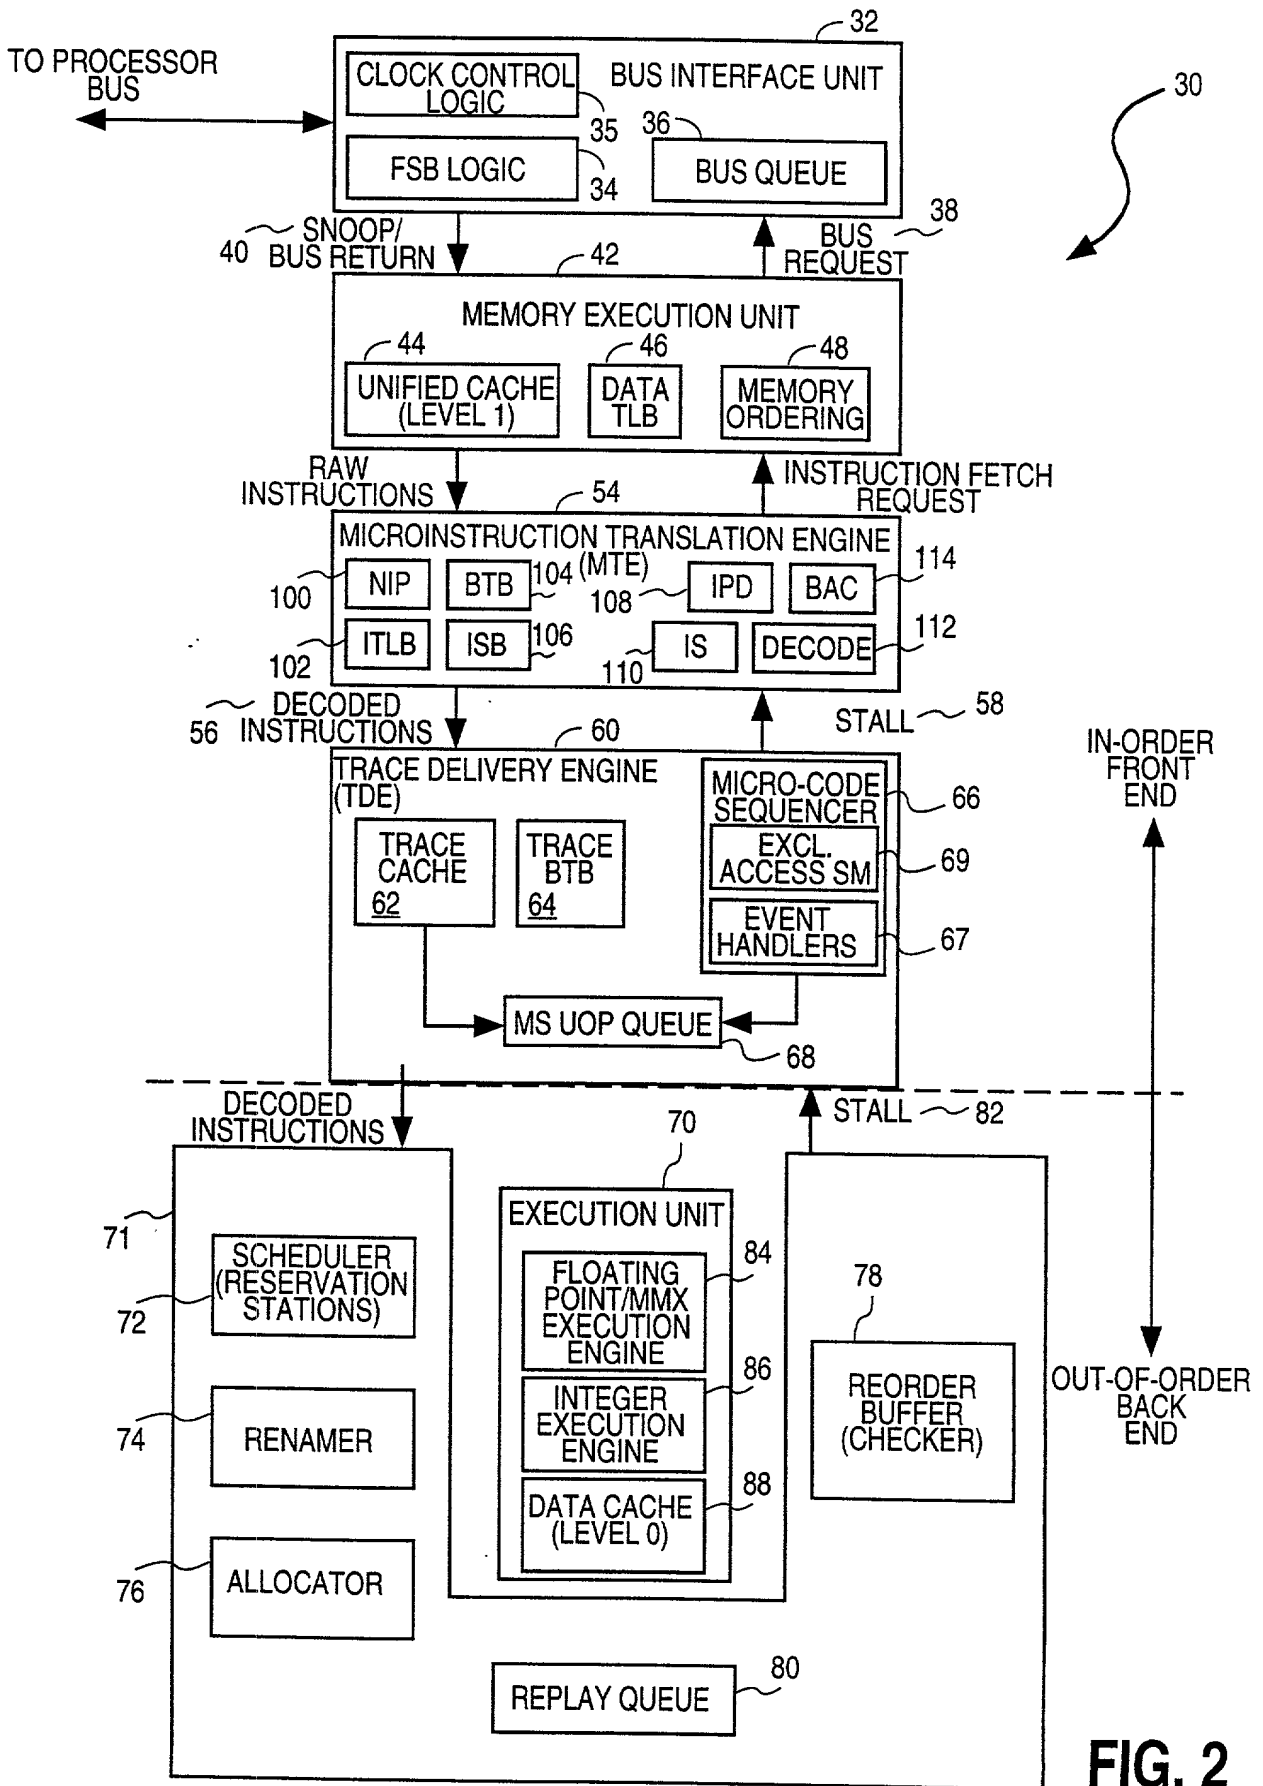 32
TO PROCESSOR
BUS
CLOCK CONTROL
LOGIC
35
BUS INTERFACE UNIT
30
FSB LOGIC
34
36
BUS QUEUE
40
SNOOP/
BUS RETURN
42
BUS
REQUEST
38
MEMORY EXECUTION UNIT
44
UNIFIED CACHE
(LEVEL 1)
46
DATA
TLB
48
MEMORY
ORDERING
RAW
INSTRUCTIONS
54
INSTRUCTION FETCH
REQUEST
MICROINSTRUCTION TRANSLATION ENGINE
(MTE)
100
NIP
BTB
104
108
IPD
BAC
114
102
ITLB
ISB
106
110
IS
DECODE
112
56
DECODED
INSTRUCTIONS
60
STALL
58
IN-ORDER
FRONT
END
TRACE DELIVERY ENGINE
(TDE)
MICRO-CODE
SEQUENCER
66
TRACE
CACHE
62
TRACE
BTB
64
EXCL.
ACCESS SM
69
EVENT
HANDLERS
67
MS UOP QUEUE
68
DECODED
INSTRUCTIONS
STALL
82
70
71
EXECUTION UNIT
SCHEDULER
(RESERVATION
STATIONS)
72
FLOATING
POINT/MMX
EXECUTION
ENGINE
84
78
REORDER
BUFFER
(CHECKER)
OUT-OF-ORDER
BACK
END
74
RENAMER
INTEGER
EXECUTION
ENGINE
86
DATA CACHE
(LEVEL 0)
88
76
ALLOCATOR
REPLAY QUEUE
80
FIG. 2